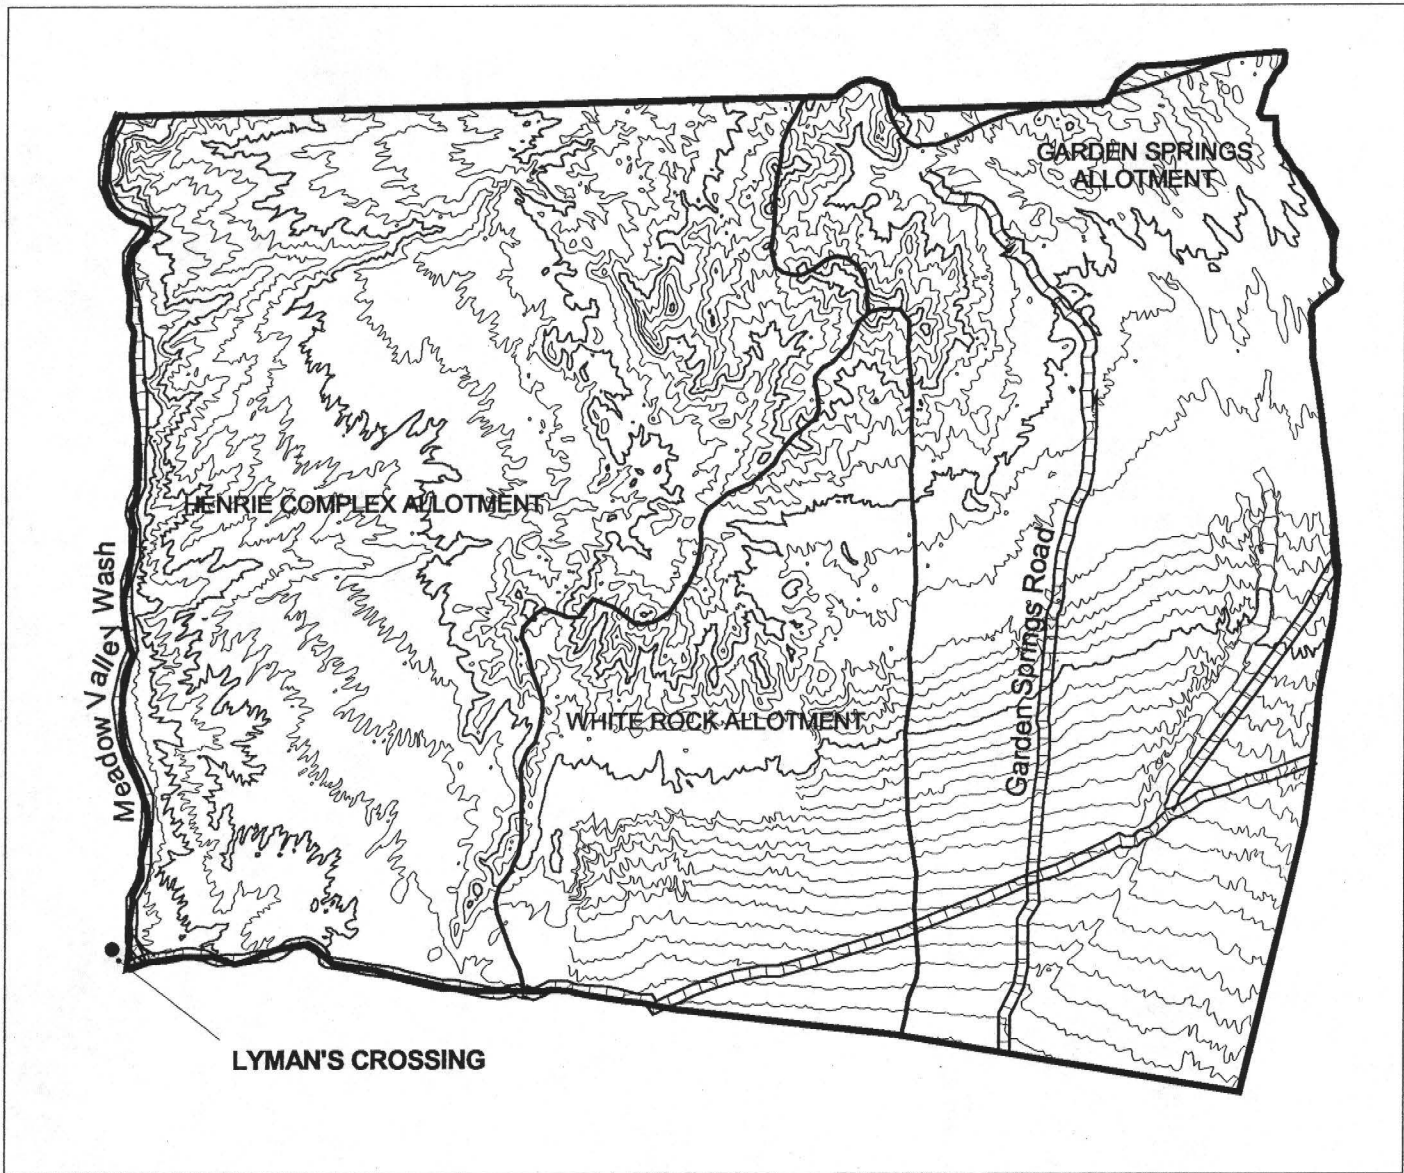 GARDEN SPRINGS
ALLOTMENT
HENRIE COMPLEX ALLOTMENT
Meadow Valley Wash
Garden Springs Road
WHITE ROCK ALLOTMENT
LYMAN'S CROSSING